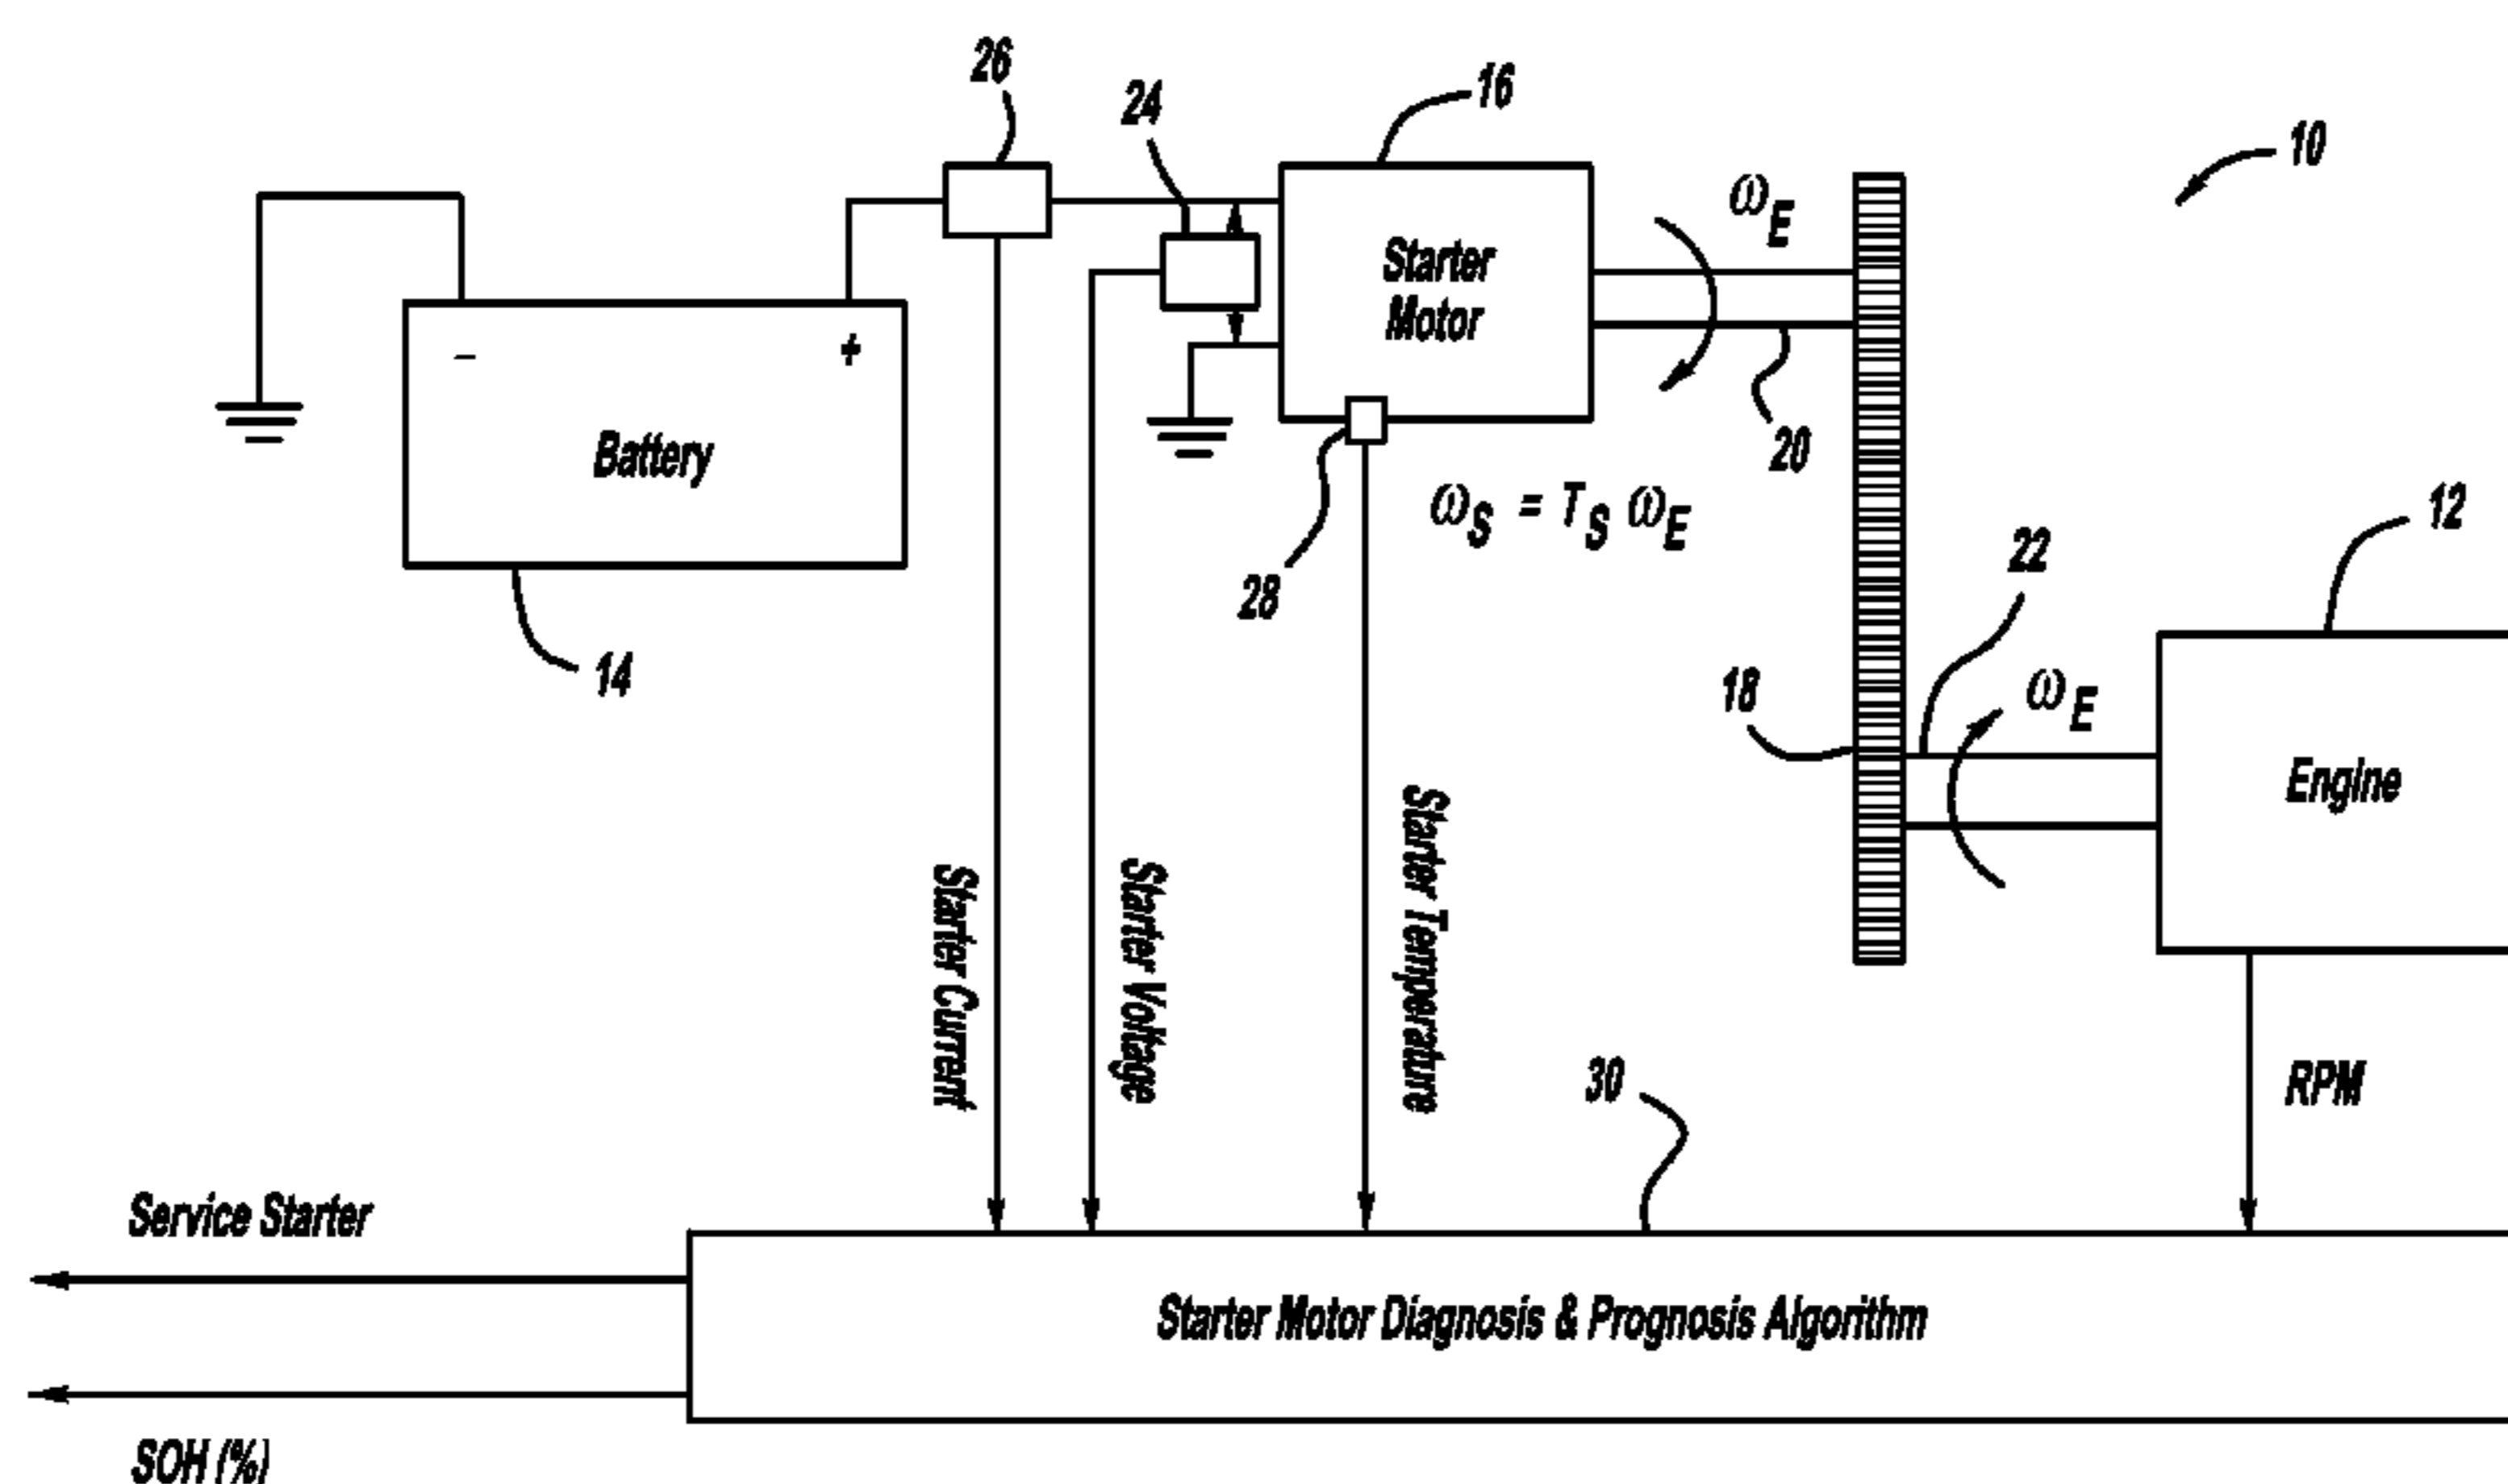 26
24
16
10
ωE
Starter
Motor
− +
Battery
20
ωS = TS ωE
12
22
28
14
18
ωE
Engine
Starter Current
Starter Voltage
Starter Temperature
30
RPM
Service Starter
Starter Motor Diagnosis & Prognosis Algorithm
SOH (%)